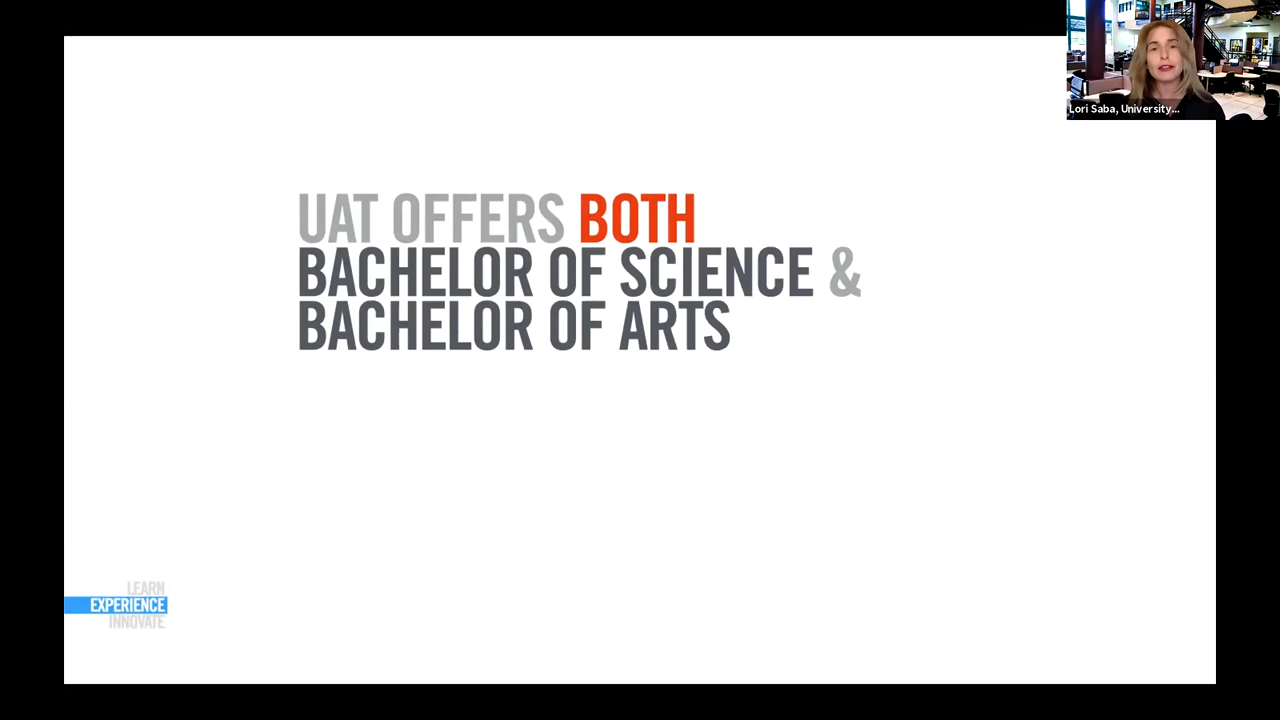 Lori Saba, University...
UAT OFFERS BOTH
BACHELOR OF SCIENCE &
BACHELOR OF ARTS
LEARN
EXPERIENCE
INNOVATE